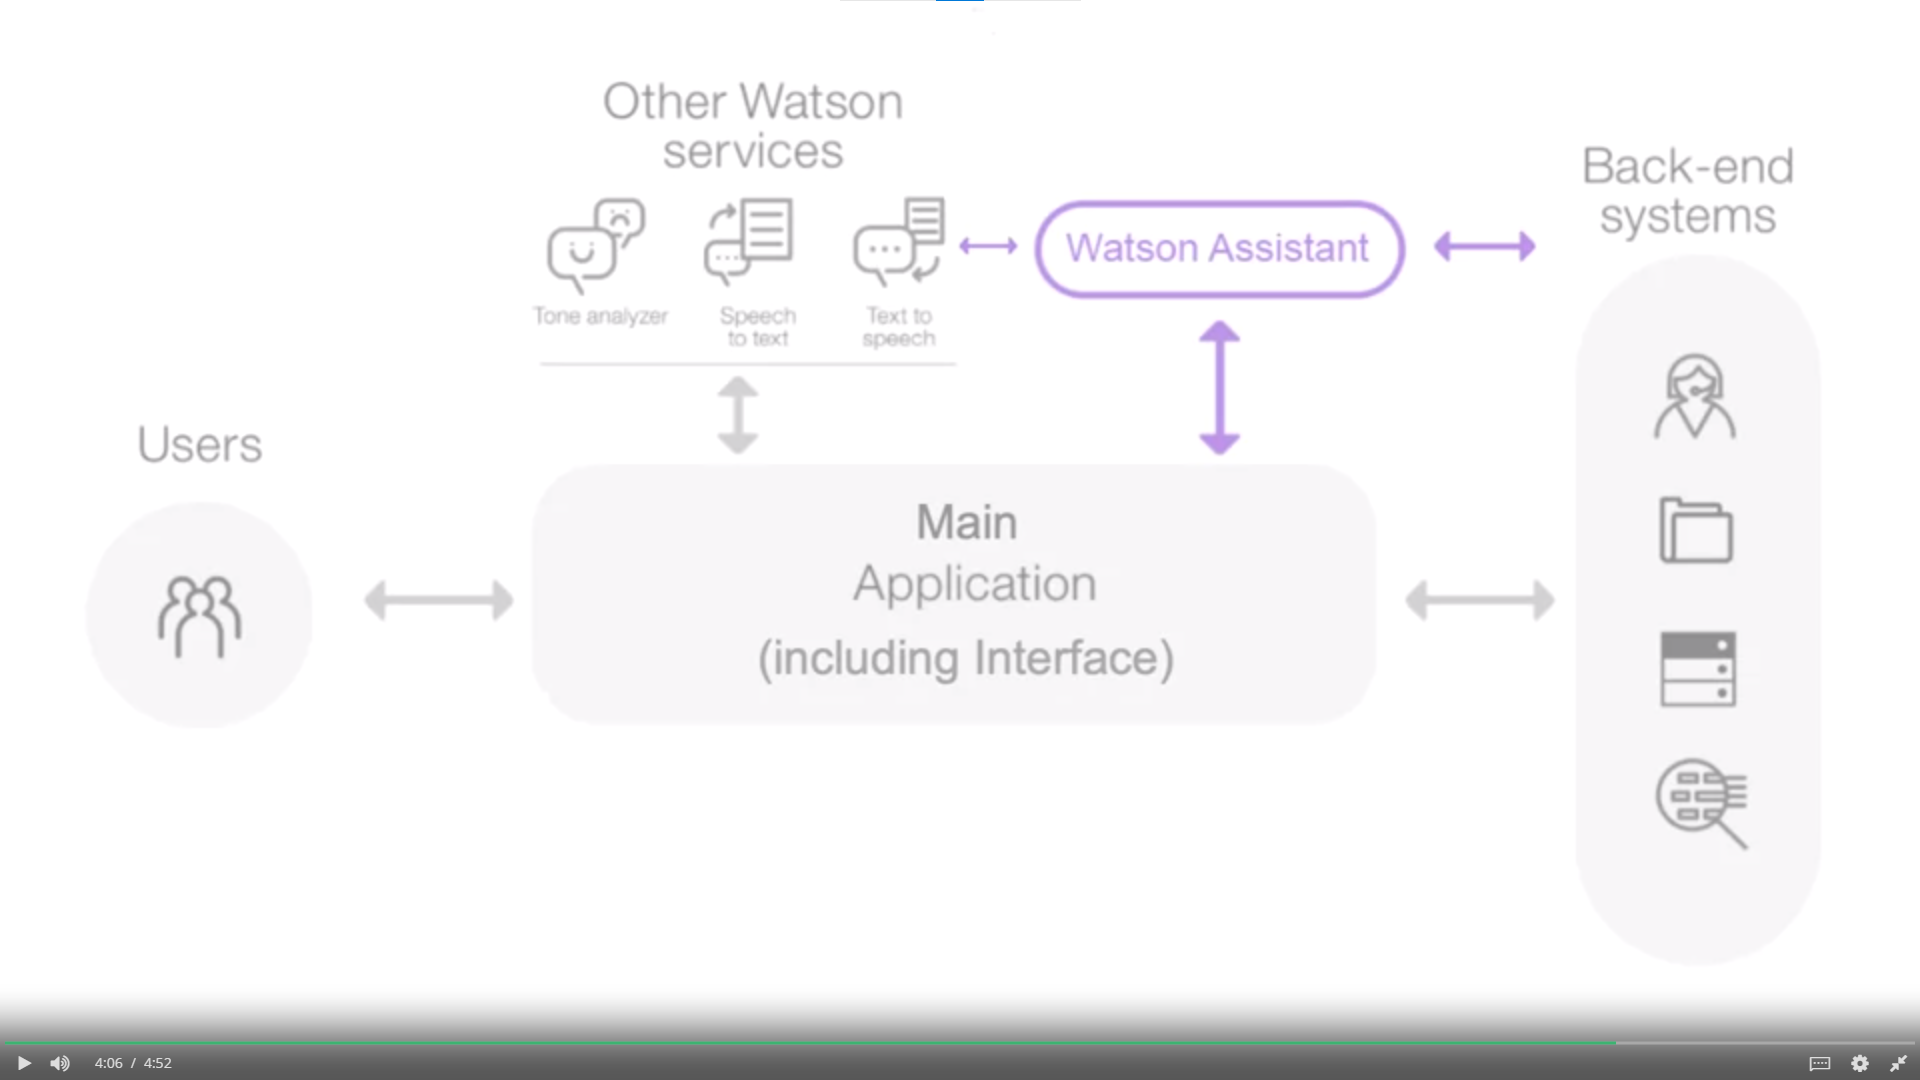 Other Watson
services
Tone analyzer
Speech
to text
Text to
speech
Watson Assistant
Back-end
systems
Users
Main
Application
(including Interface)
4:06 / 4:52